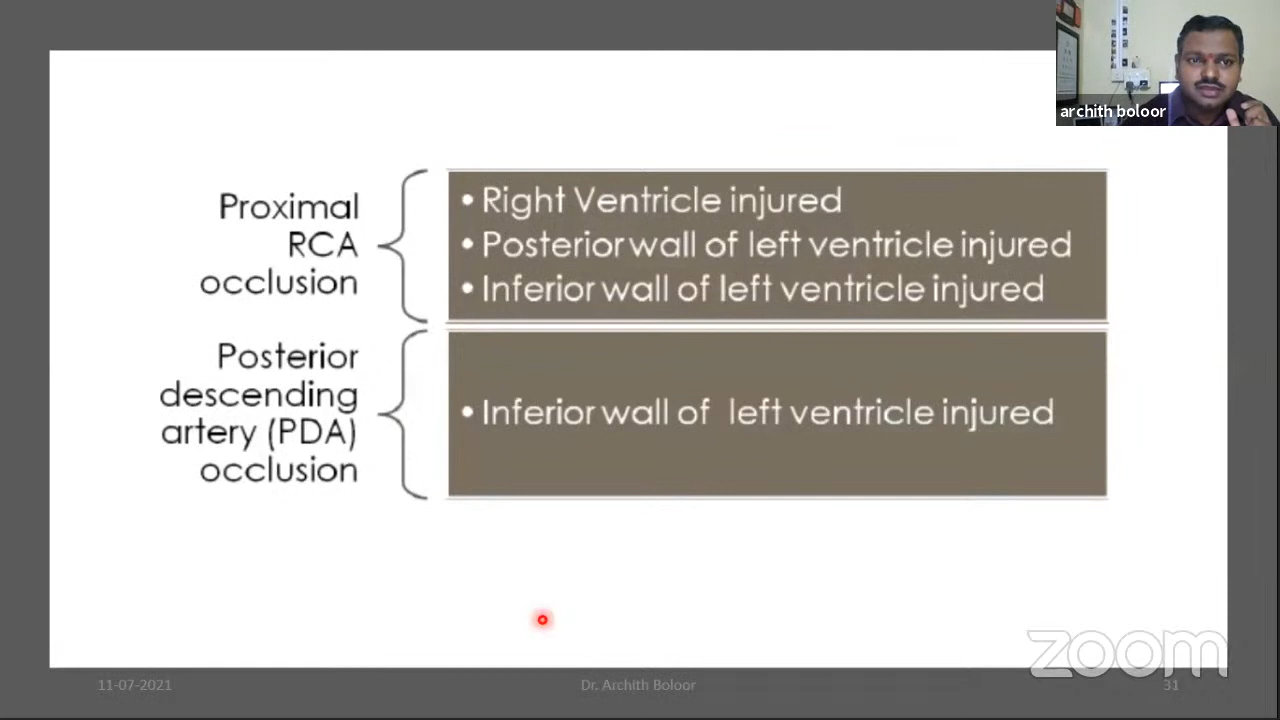 archith boloor
Proximal
RCA
occlusion
• Right Ventricle injured
• Posterior wall of left ventricle injured
• Inferior wall of left ventricle injured
Posterior
descending
artery (PDA)
occlusion
• Inferior wall of left ventricle injured
zoom
11-07-2021
Dr. Archith Boloor
31